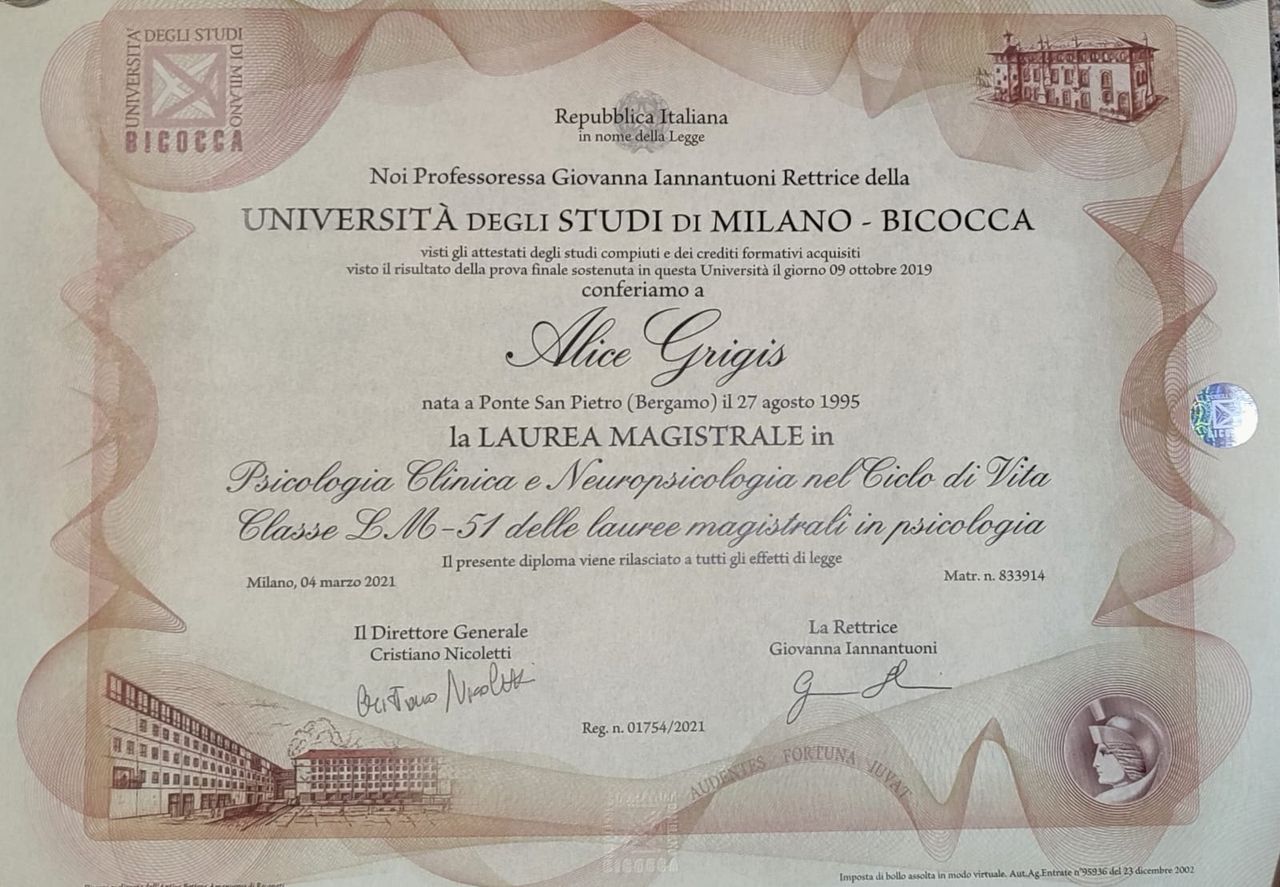 UNIVERSITÀ DEGLI STUDI DI MILANO
BICOCCA
Repubblica Italiana
in nome della Legge
Noi Professoressa Giovanna Iannantuoni Rettrice della
UNIVERSITÀ DEGLI STUDI DI MILANO - BICOCCA
visti gli attestati degli studi compiuti e dei crediti formativi acquisiti
visto il risultato della prova finale sostenuta in questa Università il giorno 09 ottobre 2019
conferiamo a
Alice Grigis
nata a Ponte San Pietro (Bergamo) il 27 agosto 1995
la LAUREA MAGISTRALE in
Psicologia Clinica e Neuropsicologia nel Ciclo di Vita
Classe LM-51 delle lauree magistrali in psicologia
Il presente diploma viene rilasciato a tutti gli effetti di legge
Milano, 04 marzo 2021
Matr. n. 833914
Il Direttore Generale
Cristiano Nicoletti
Cristiano Nicoletti
La Rettrice
Giovanna Iannantuoni
Reg. n. 01754/2021
AUDENTES FORTUNA JUVAT
BICOCCA
Imposta di bollo assolta in modo virtuale. Aut.Ag.Entrate n°95936 del 23 dicembre 2002